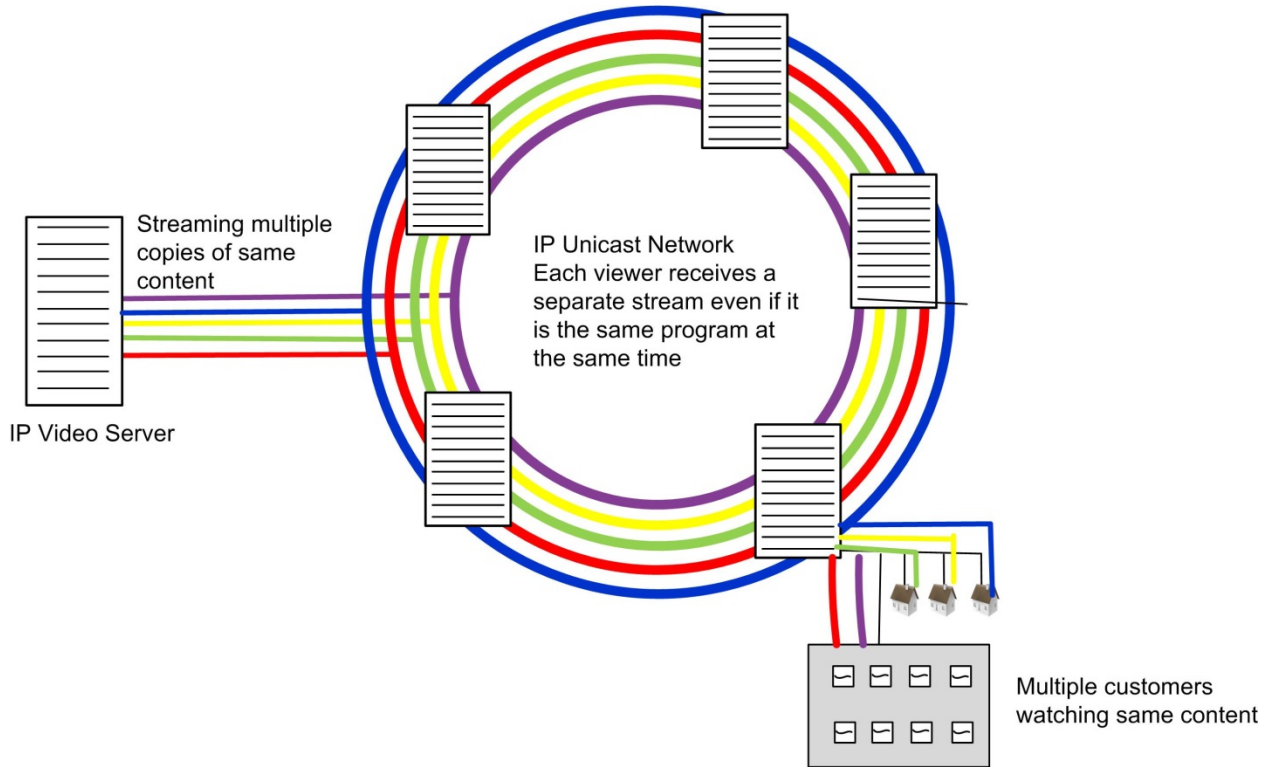 Streaming multiple
copies of same
content
IP Video Server
IP Unicast Network
Each viewer receives a
separate stream even if it
is the same program at
the same time
Multiple customers
watching same content